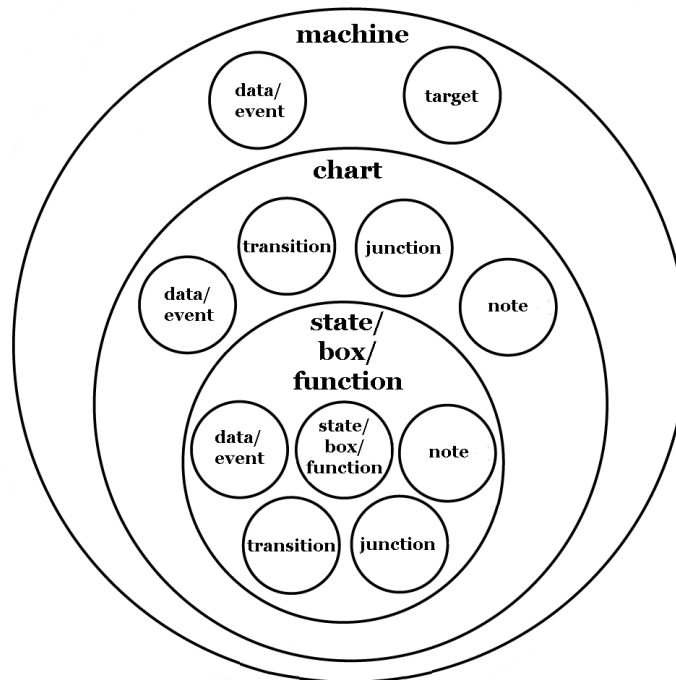 machine
data/
event
target
chart
transition
junction
data/
event
note
state/
box/
function
data/
event
state/
box/
function
note
transition
junction